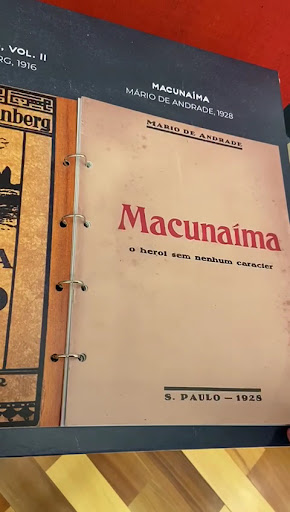 . VOL. II
RG, 1916
MACUNAÍMA
MÁRIO DE ANDRADE, 1928
nberg
A
O
R
MARIO DE ANDRADE
Macunaíma
o heroi sem nenhum caracter
S. PAULO — 1928